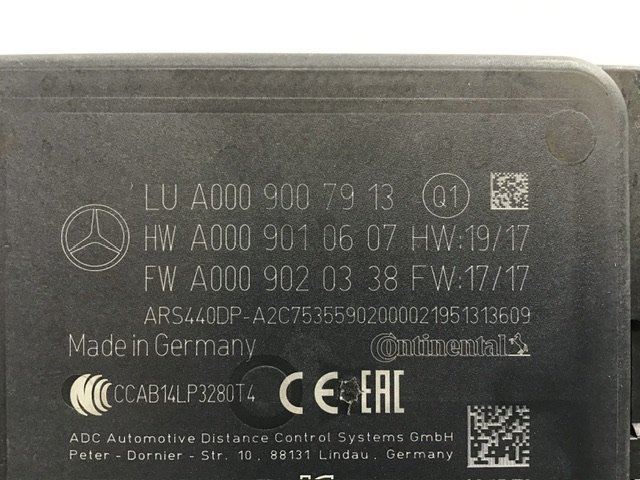 LU A000 900 79 13 Q1
HW A000 901 06 07 HW:19/17
FW A000 902 03 38 FW:17/17
ARS440DP-A2C75355902000021951313609
Made in Germany Continental
CCAB14LP3280T4 CE EAC
ADC Automotive Distance Control Systems GmbH
Peter - Dornier - Str. 10, 88131 Lindau, Germany